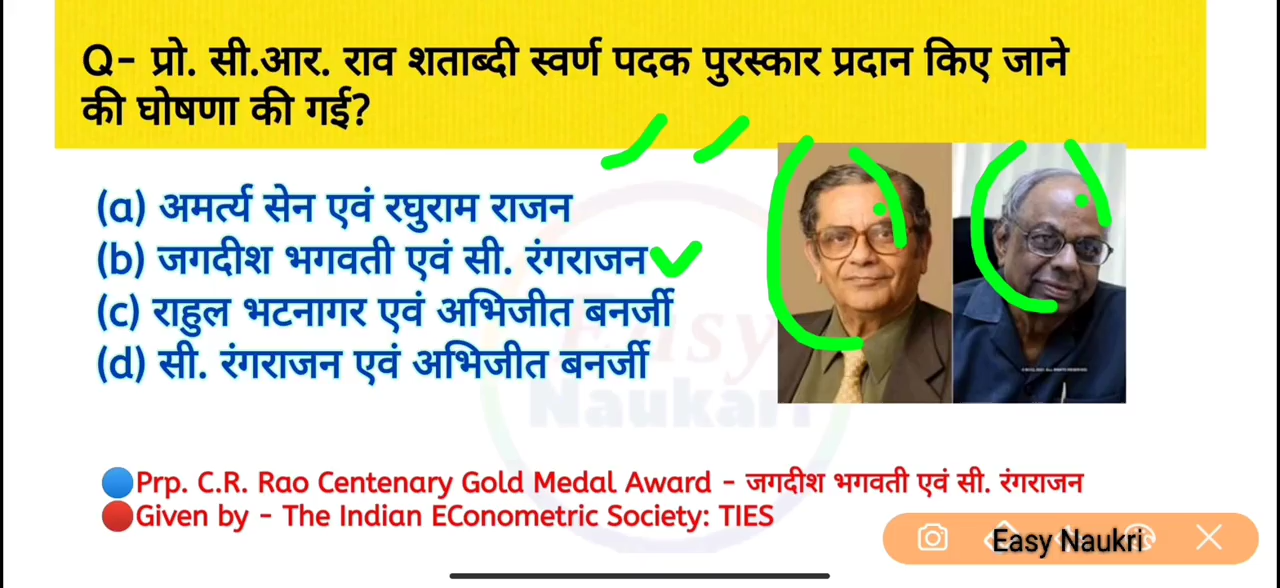 Q- प्रो. सी.आर. राव शताब्दी स्वर्ण पदक पुरस्कार प्रदान किए जाने
की घोषणा की गई?
(a) अमर्त्य सेन एवं रघुराम राजन
(b) जगदीश भगवती एवं सी. रंगराजन
(c) राहुल भटनागर एवं अभिजीत बनर्जी
(d) सी. रंगराजन एवं अभिजीत बनर्जी
Easy
Naukari
Prp. C.R. Rao Centenary Gold Medal Award - जगदीश भगवती एवं सी. रंगराजन
Given by - The Indian EConometric Society: TIES
Easy Naukri